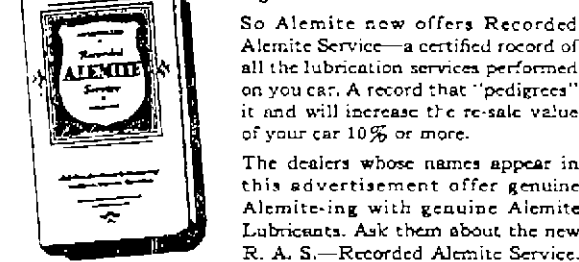 Recorded
ALEMITE
Service
So Alemite now offers Recorded
Alemite Service—a certified record of
all the lubrication services performed
on you car. A record that "pedigrees"
it and will increase the re-sale value
of your car 10% or more.
The dealers whose names appear in
this advertisement offer genuine
Alemite-ing with genuine Alemite
Lubricants. Ask them about the new
R. A. S.—Recorded Alemite Service.